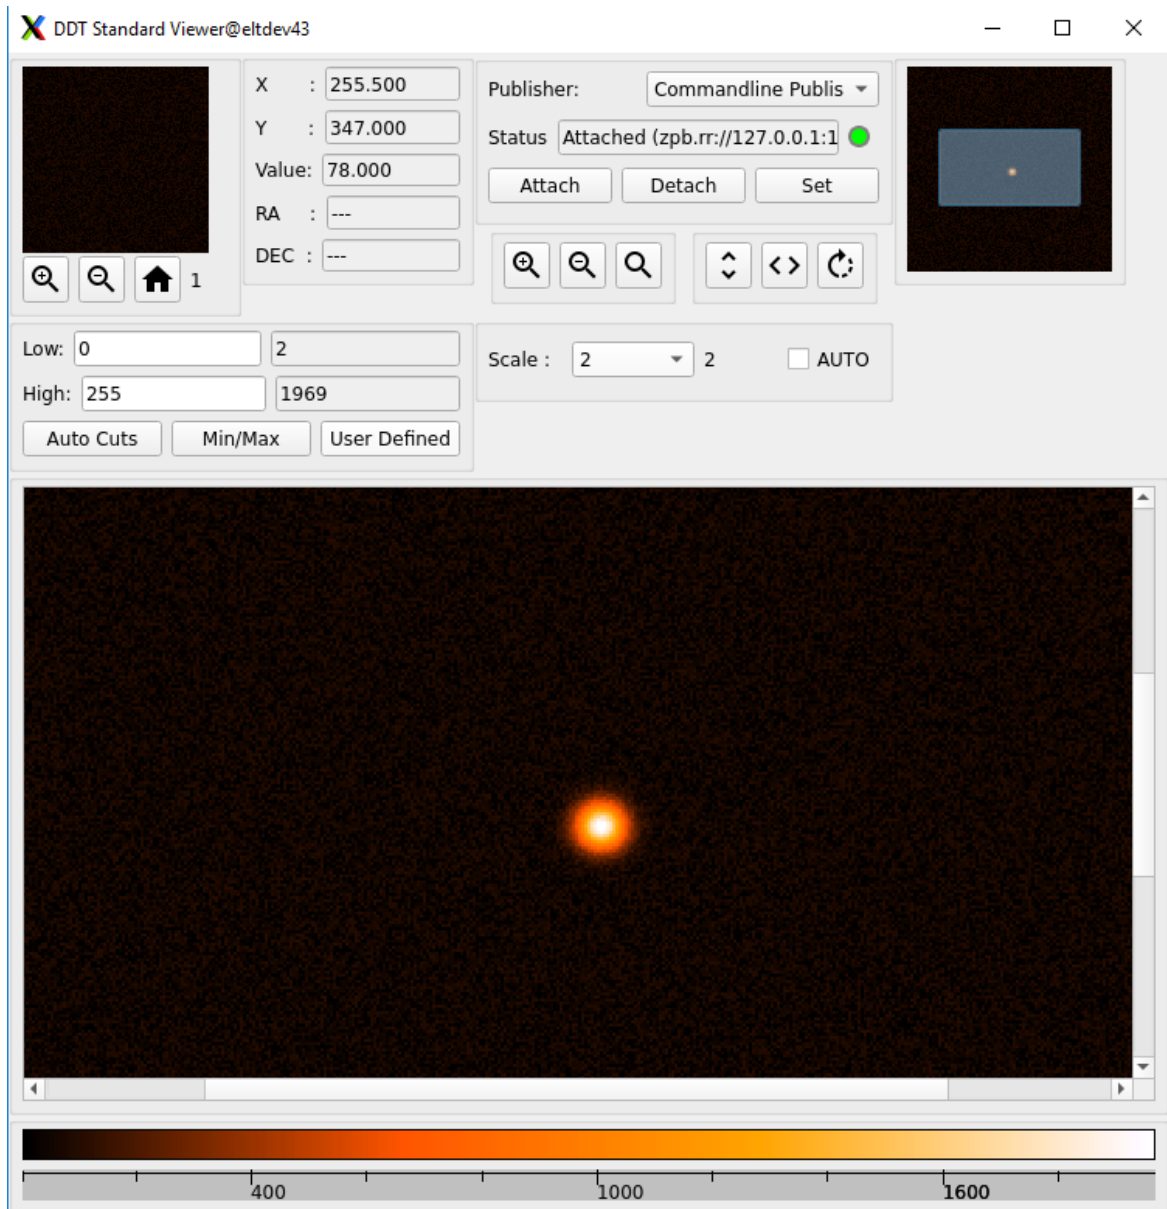 DDT Standard Viewer@eltdev43
X : 255.500
Y : 347.000
Value: 78.000
RA : ---
DEC : ---
1
Publisher: Commandline Publis
Status Attached (zpb.rr://127.0.0.1:1
Attach Detach Set
Low: 0 2
High: 255 1969
Auto Cuts Min/Max User Defined
Scale : 2 2 AUTO
400 1000 1600